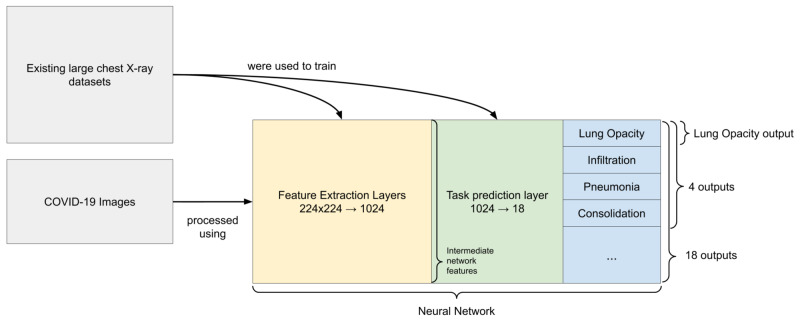 Existing large chest X-ray
datasets
were used to train
COVID-19 Images
processed
using
Feature Extraction Layers
224x224 → 1024
Intermediate
network
features
Task prediction layer
1024 → 18
Lung Opacity
Infiltration
Pneumonia
Consolidation
...
Lung Opacity output
4 outputs
18 outputs
Neural Network